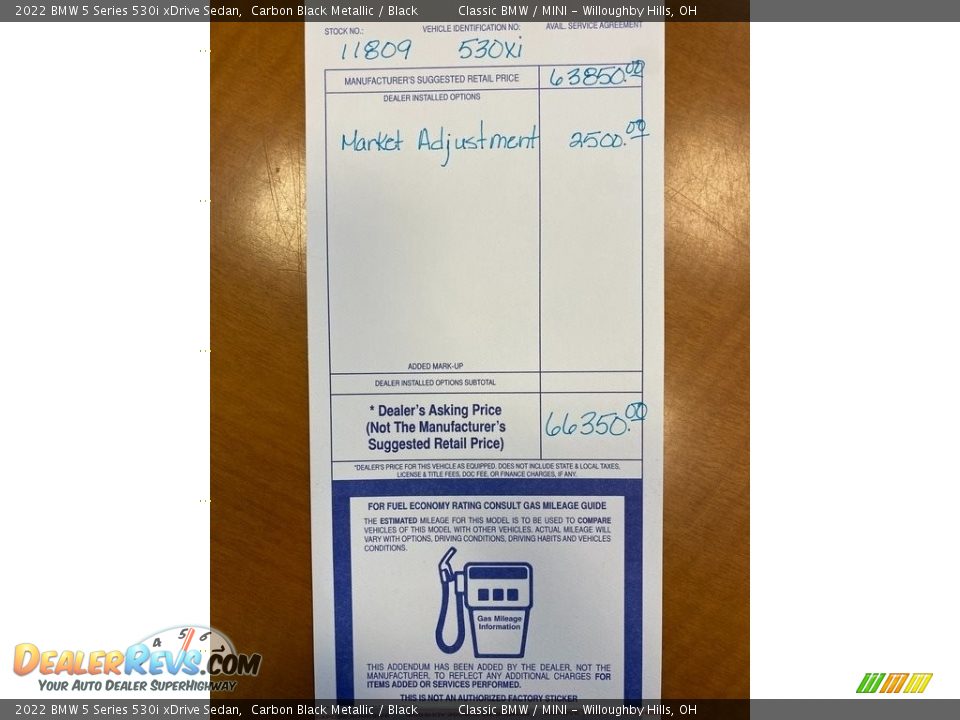 2022 BMW 5 Series 530i xDrive Sedan, Carbon Black Metallic / Black Classic BMW / MINI - Willoughby Hills, OH
STOCK NO.: VEHICLE IDENTIFICATION NO: AVAIL. SERVICE AGREEMENT
11809 530xi
MANUFACTURER'S SUGGESTED RETAIL PRICE 63850.00
DEALER INSTALLED OPTIONS
Market Adjustment 2500.00
ADDED MARK-UP
DEALER INSTALLED OPTIONS SUBTOTAL
* Dealer's Asking Price
(Not The Manufacturer's
Suggested Retail Price)
66350.00
*DEALER'S PRICE FOR THIS VEHICLE AS EQUIPPED. DOES NOT INCLUDE STATE & LOCAL TAXES,
LICENSE & TITLE FEES, DOC FEE, OR FINANCE CHARGES, IF ANY.
FOR FUEL ECONOMY RATING CONSULT GAS MILEAGE GUIDE
THE ESTIMATED MILEAGE FOR THIS MODEL IS TO BE USED TO COMPARE
VEHICLES OF THIS MODEL WITH OTHER VEHICLES. ACTUAL MILEAGE WILL
VARY WITH OPTIONS, DRIVING CONDITIONS, DRIVING HABITS AND VEHICLES
CONDITIONS.
Gas Mileage
Information
THIS ADDENDUM HAS BEEN ADDED BY THE DEALER, NOT THE
MANUFACTURER, TO REFLECT ANY ADDITIONAL CHARGES FOR
ITEMS ADDED OR SERVICES PERFORMED.
THIS IS NOT AN AUTHORIZED FACTORY STICKER
4 5 6
DEALERREVS.COM
YOUR AUTO DEALER SUPERHIGHWAY
2022 BMW 5 Series 530i xDrive Sedan, Carbon Black Metallic / Black Classic BMW / MINI - Willoughby Hills, OH